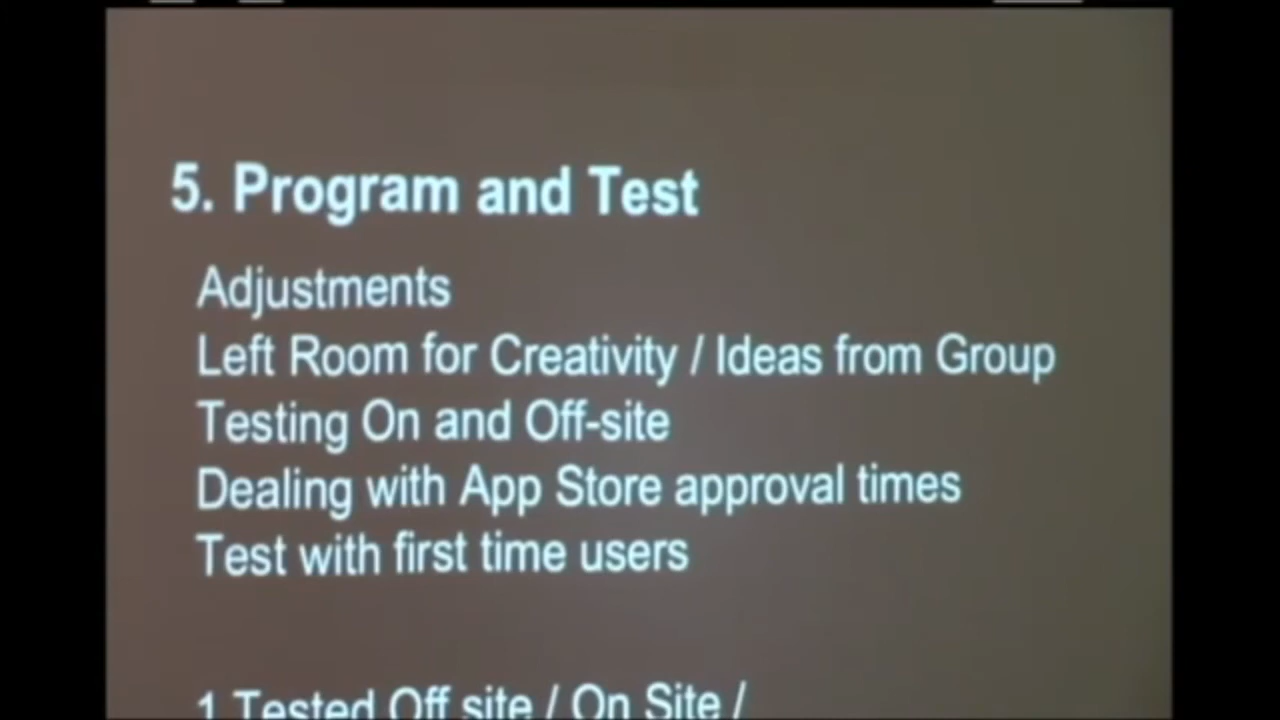 5. Program and Test
Adjustments
Left Room for Creativity / Ideas from Group
Testing On and Off-site
Dealing with App Store approval times
Test with first time users
1 Tested Off site / On Site /